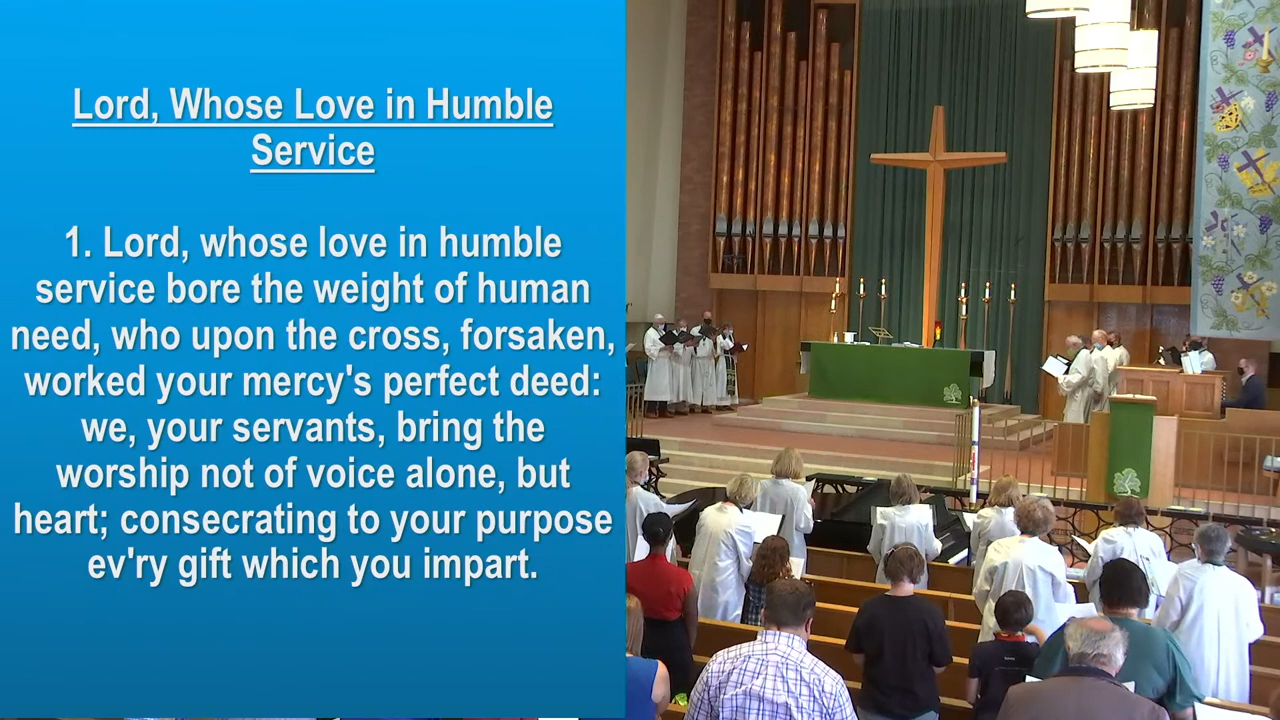 Lord, Whose Love in Humble
Service
1. Lord, whose love in humble
service bore the weight of human
need, who upon the cross, forsaken,
worked your mercy's perfect deed:
we, your servants, bring the
worship not of voice alone, but
heart; consecrating to your purpose
ev'ry gift which you impart.